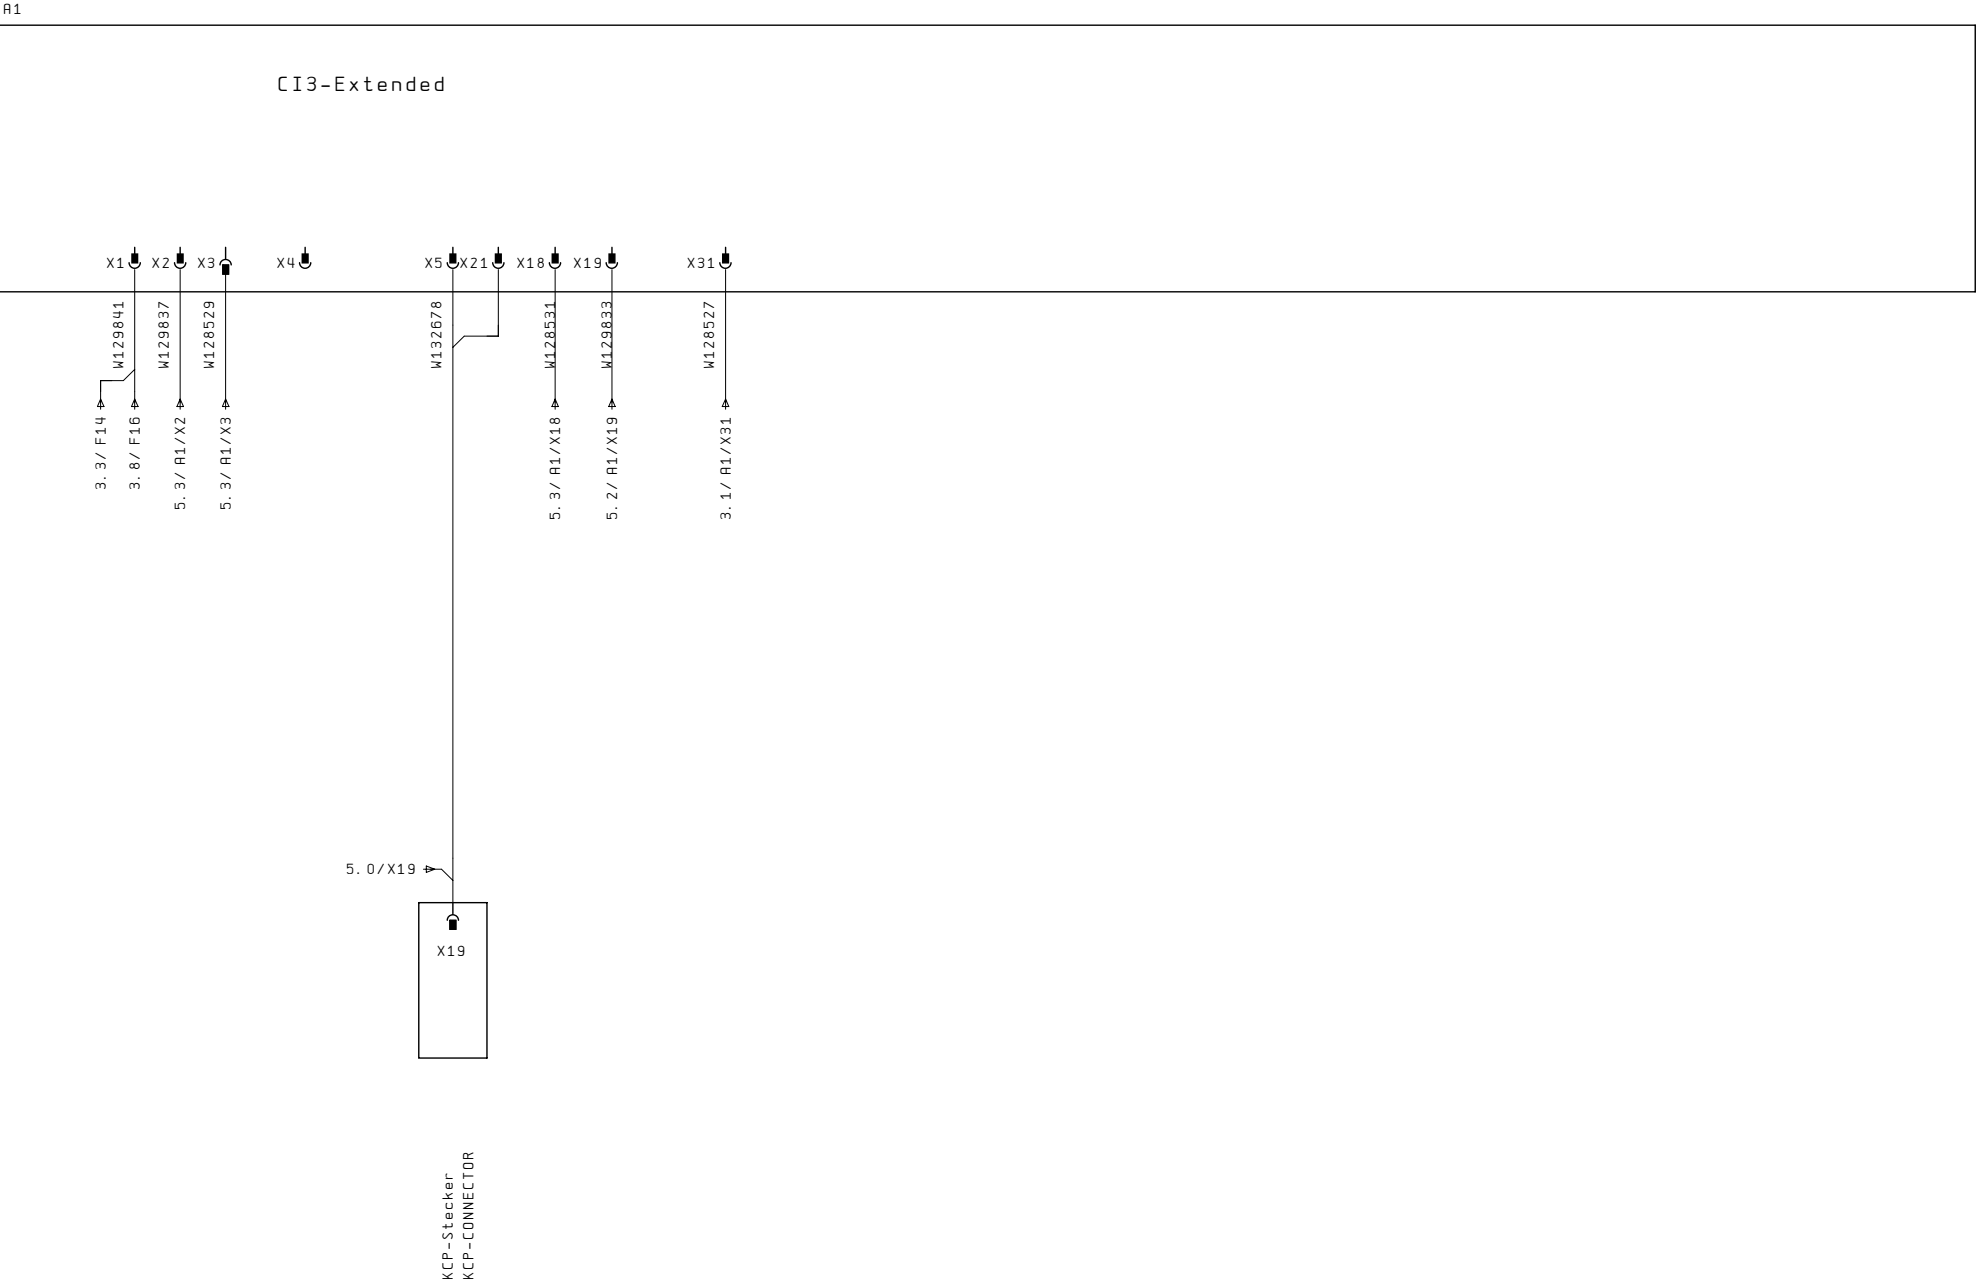 A1
CI3-Extended
X1
X2
X3
X4
X5
X21
X18
X19
X31
W129841
W129837
W128529
W132678
W128531
W129833
W128527
3.3/ F14
3.8/ F16
5.3/ A1/X2
5.3/ A1/X3
5.3/ A1/X18
5.2/ A1/X19
3.1/ A1/X31
5.0/X19
X19
KCP-Stecker
KCP-CONNECTOR